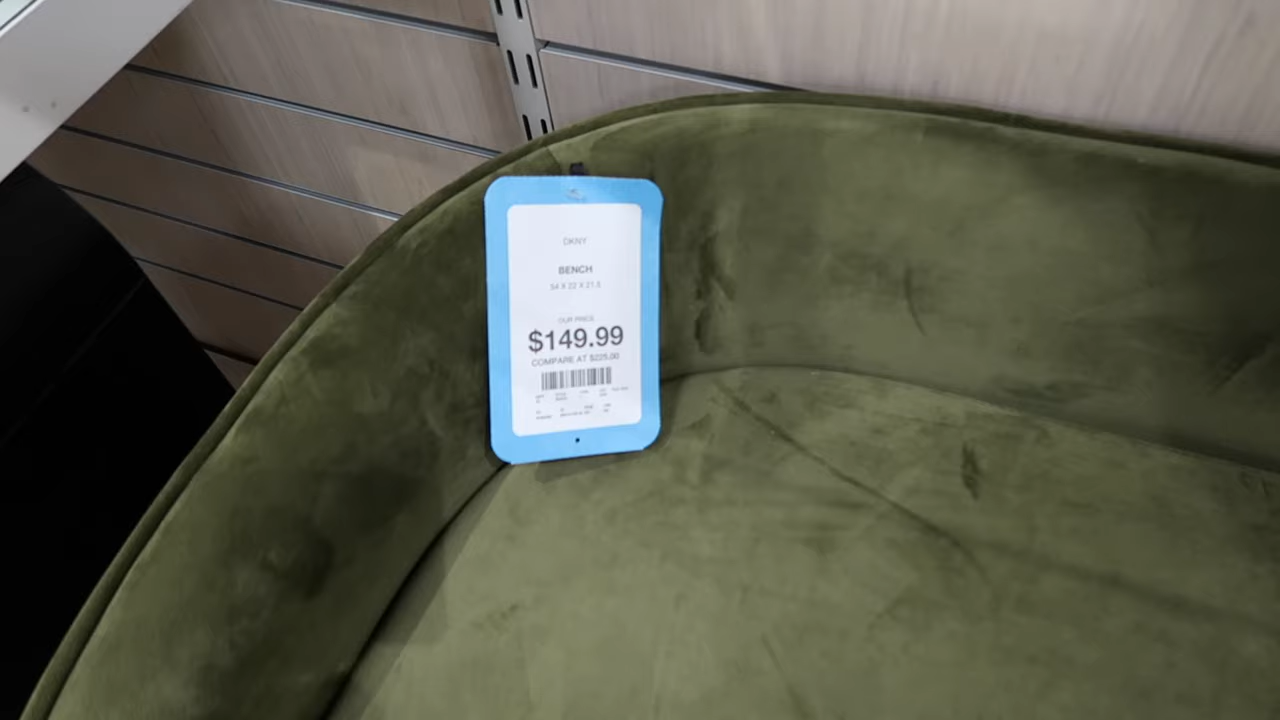 DKNY
BENCH
54 X 22 X 21.5
OUR PRICE
$149.99
COMPARE AT $225.00